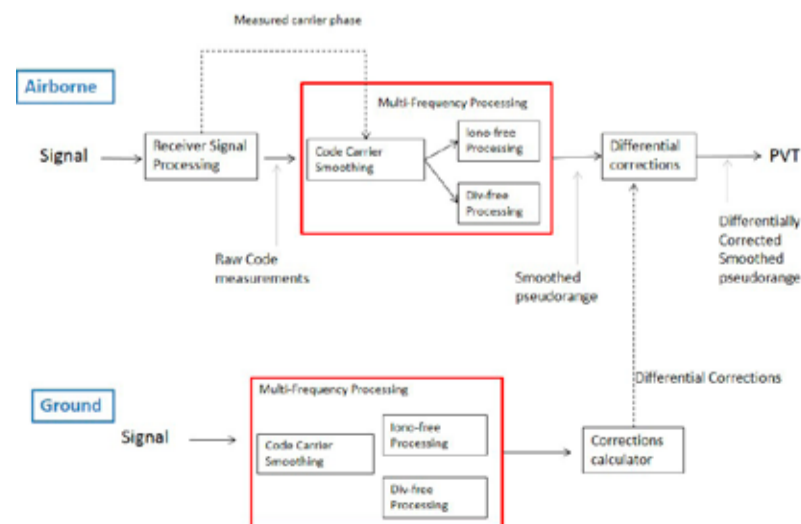 Measured carrier phase
Airborne
Multi-Frequency Processing
Signal
Receiver Signal
Processing
Code Carrier
Smoothing
Iono-free
Processing
Div-free
Processing
Differential
corrections
PVT
Raw Code
measurements
Smoothed
pseudorange
Differentially
Corrected
Smoothed
pseudorange
Differential Corrections
Ground
Multi-Frequency Processing
Signal
Code Carrier
Smoothing
Iono-free
Processing
Div-free
Processing
Corrections
calculator